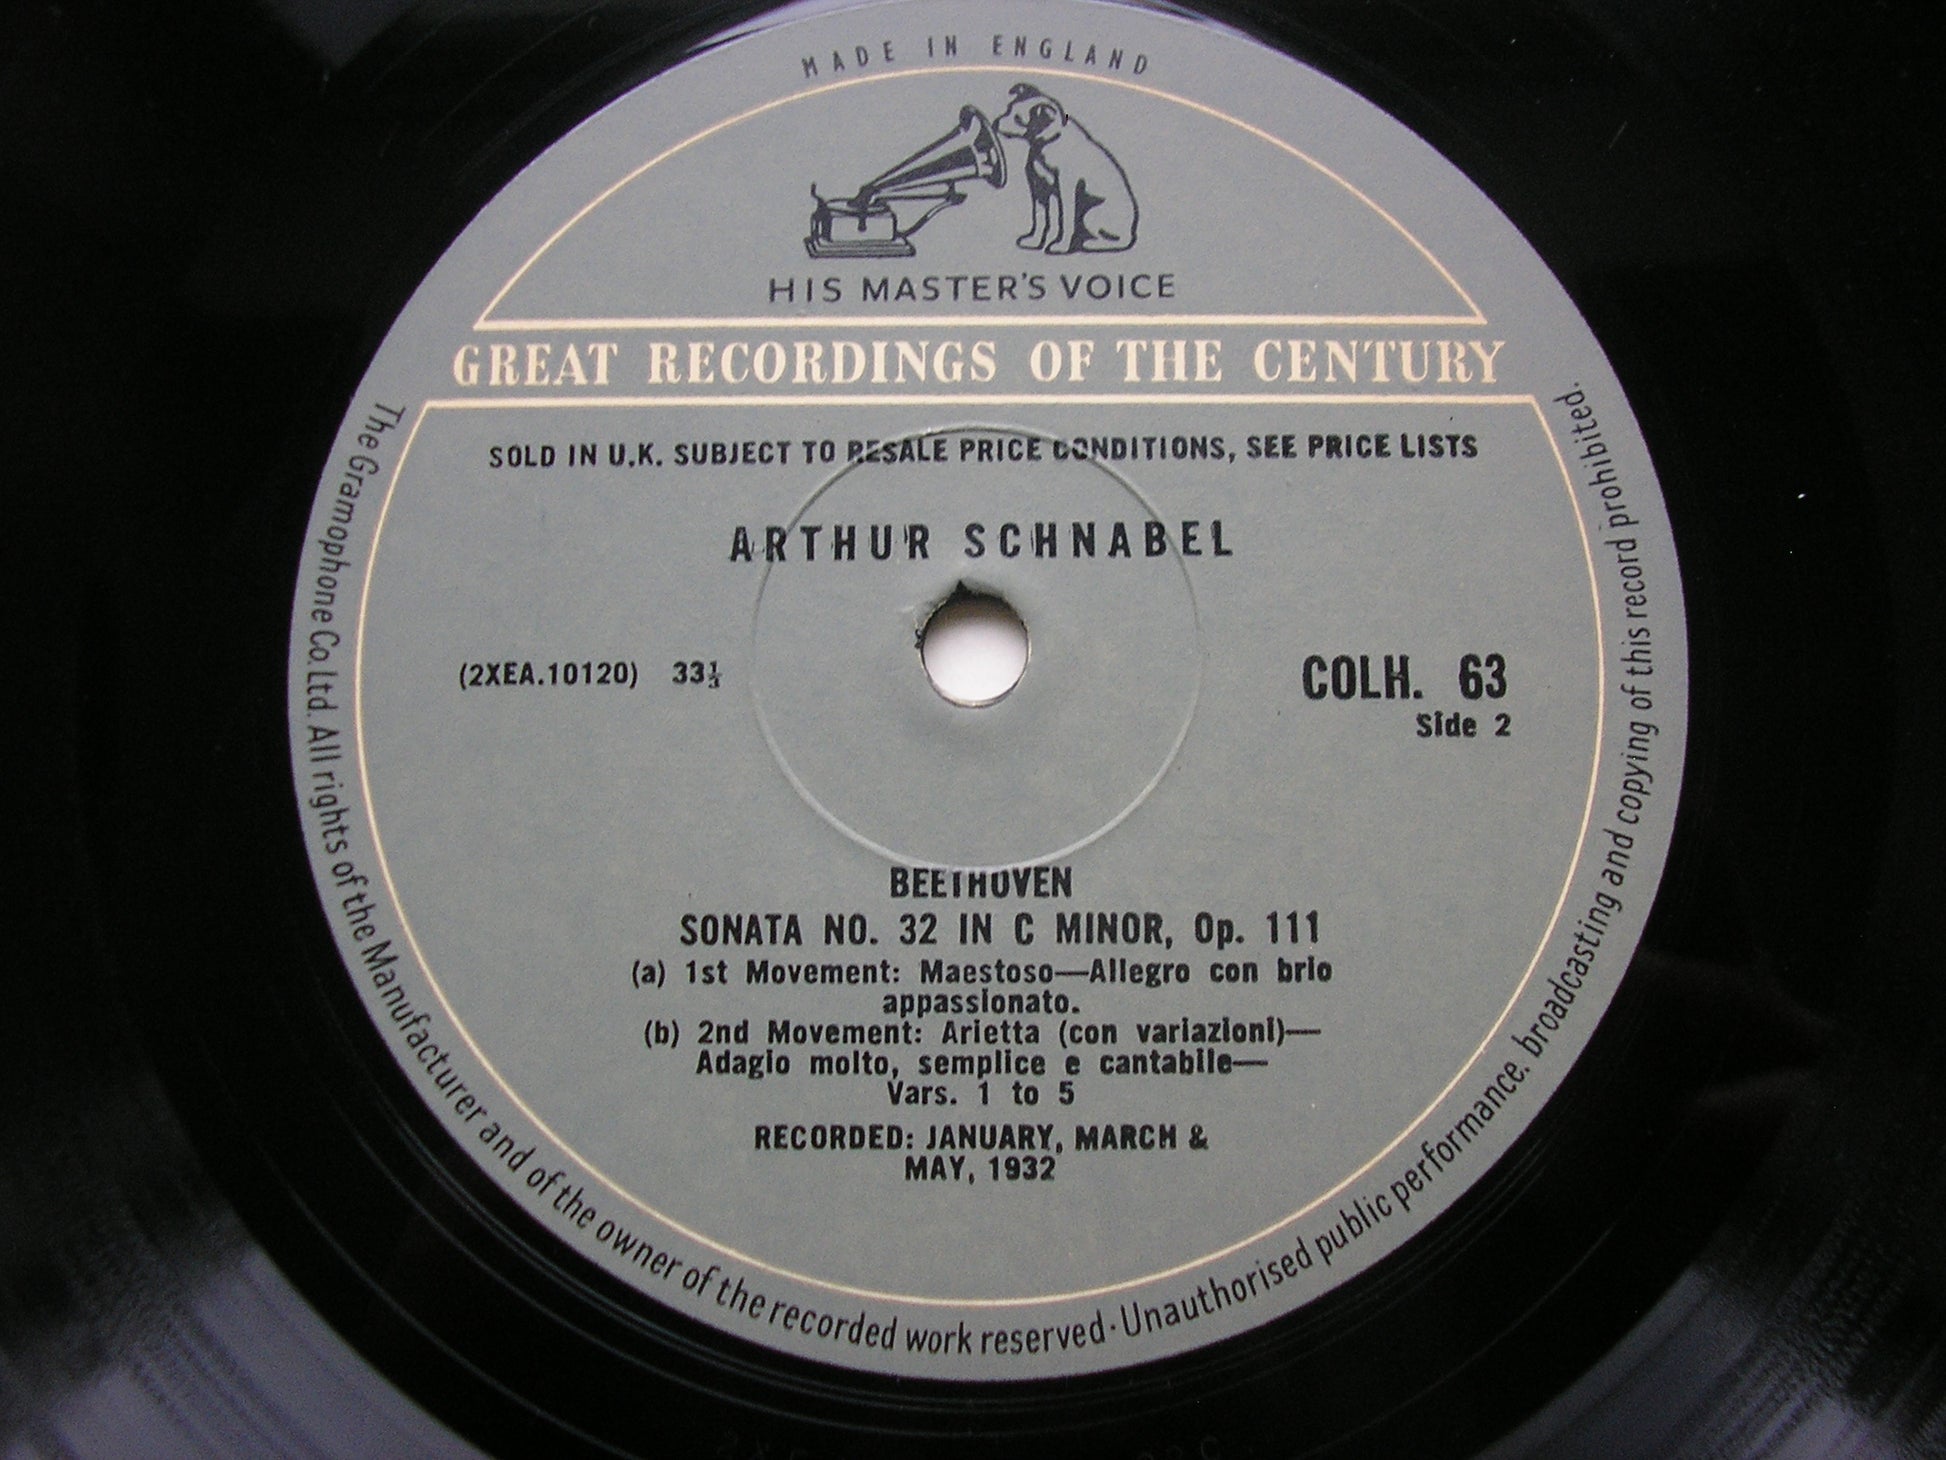 MADE IN ENGLAND
HIS MASTER'S VOICE
GREAT RECORDINGS OF THE CENTURY
SOLD IN U.K. SUBJECT TO RESALE PRICE CONDITIONS, SEE PRICE LISTS
ARTHUR SCHNABEL
(2XEA.10120) 33⅓
COLH. 63
Side 2
BEETHOVEN
SONATA NO. 32 IN C MINOR, Op. 111
(a) 1st Movement: Maestoso—Allegro con brio
appassionato.
(b) 2nd Movement: Arietta (con variazioni)—
Adagio molto, semplice e cantabile—
Vars. 1 to 5
RECORDED: JANUARY, MARCH &
MAY, 1932
The Gramophone Co. Ltd. All rights of the Manufacturer and of the owner of the recorded work reserved · Unauthorised public performance. broadcasting and copying of this record prohibited.